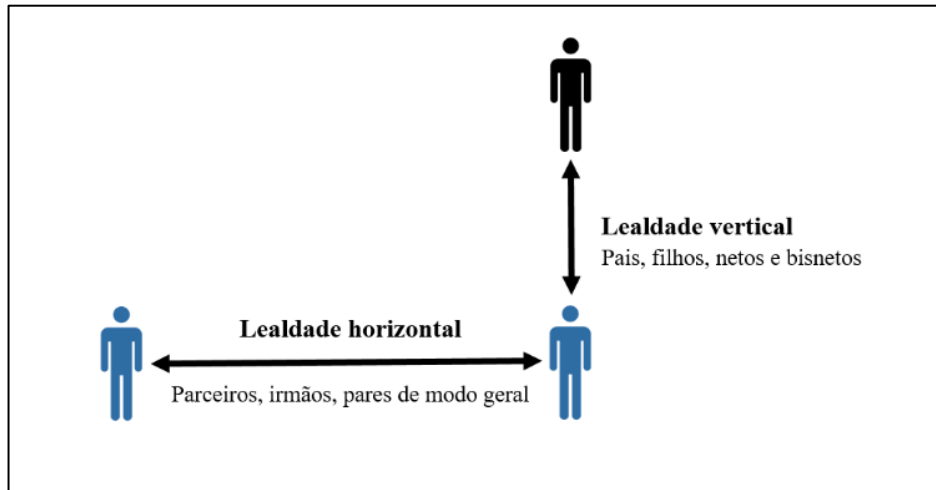 Lealdade vertical
Pais, filhos, netos e bisnetos
Lealdade horizontal
Parceiros, irmãos, pares de modo geral